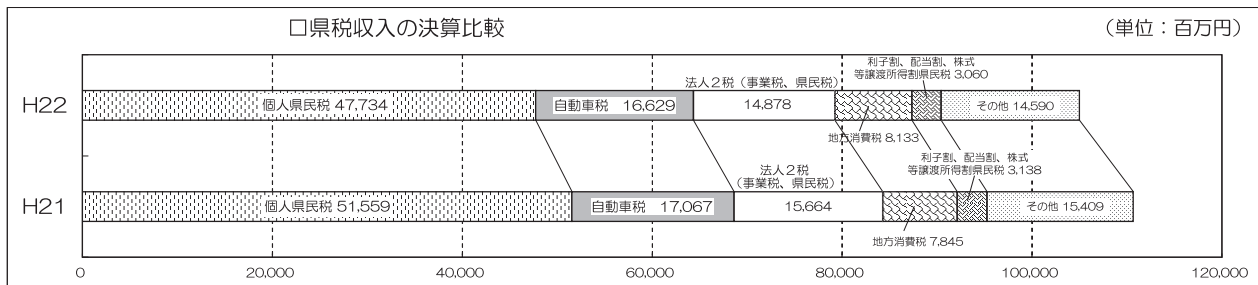 □県税収入の決算比較
(単位：百万円)
利子割、配当割、株式
等譲渡所得割県民税 3,060
法人２税（事業税、県民税）
H22
個人県民税 47,734
自動車税 16,629
14,878
その他 14,590
地方消費税 8,133
利子割、配当割、株式
等譲渡所得割県民税 3,138
法人２税
（事業税、県民税）
H21
個人県民税 51,559
自動車税 17,067
15,664
その他 15,409
地方消費税 7,845
0
20,000
40,000
60,000
80,000
100,000
120,000